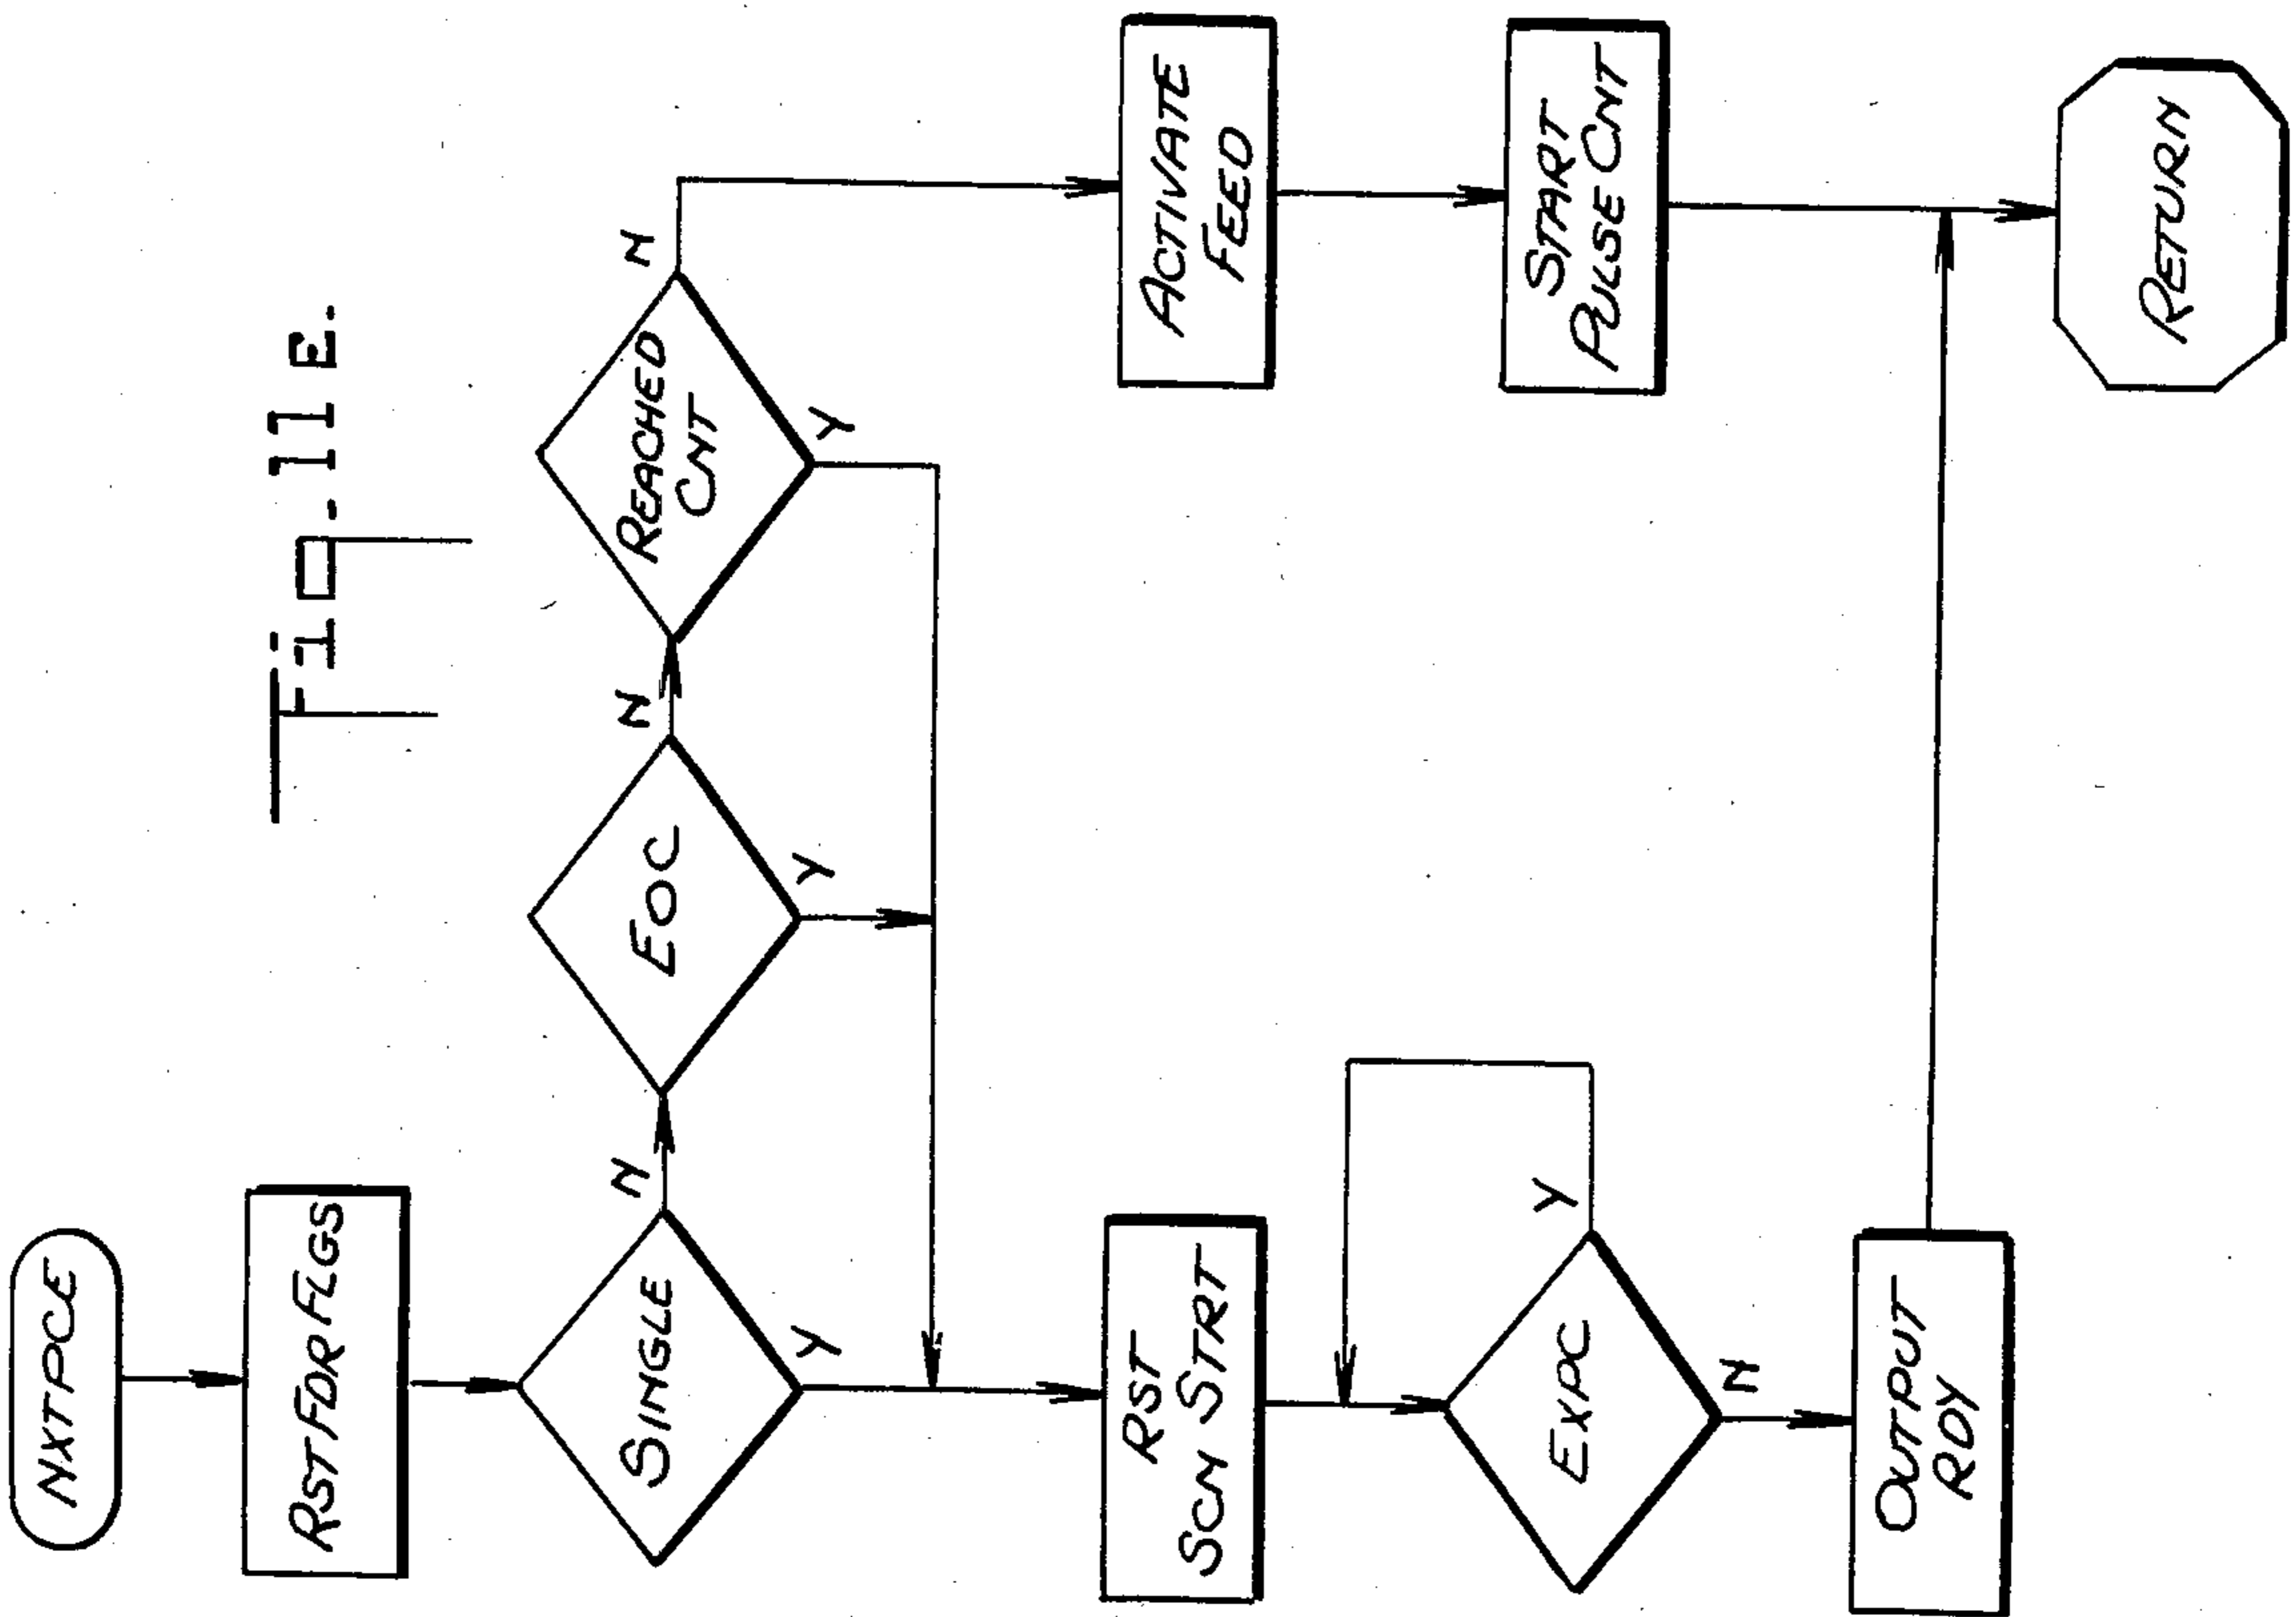 Fig.11E.
NXTPCE
RST FDR FLGS
SINGLE
N
Y
EOC
N
Y
REACHED
CNT
N
Y
RST
SCN STRT
EXPC
Y
N
OUTPUT
RDY
ACTIVATE
FEED
START
PULSE CNT
RETURN